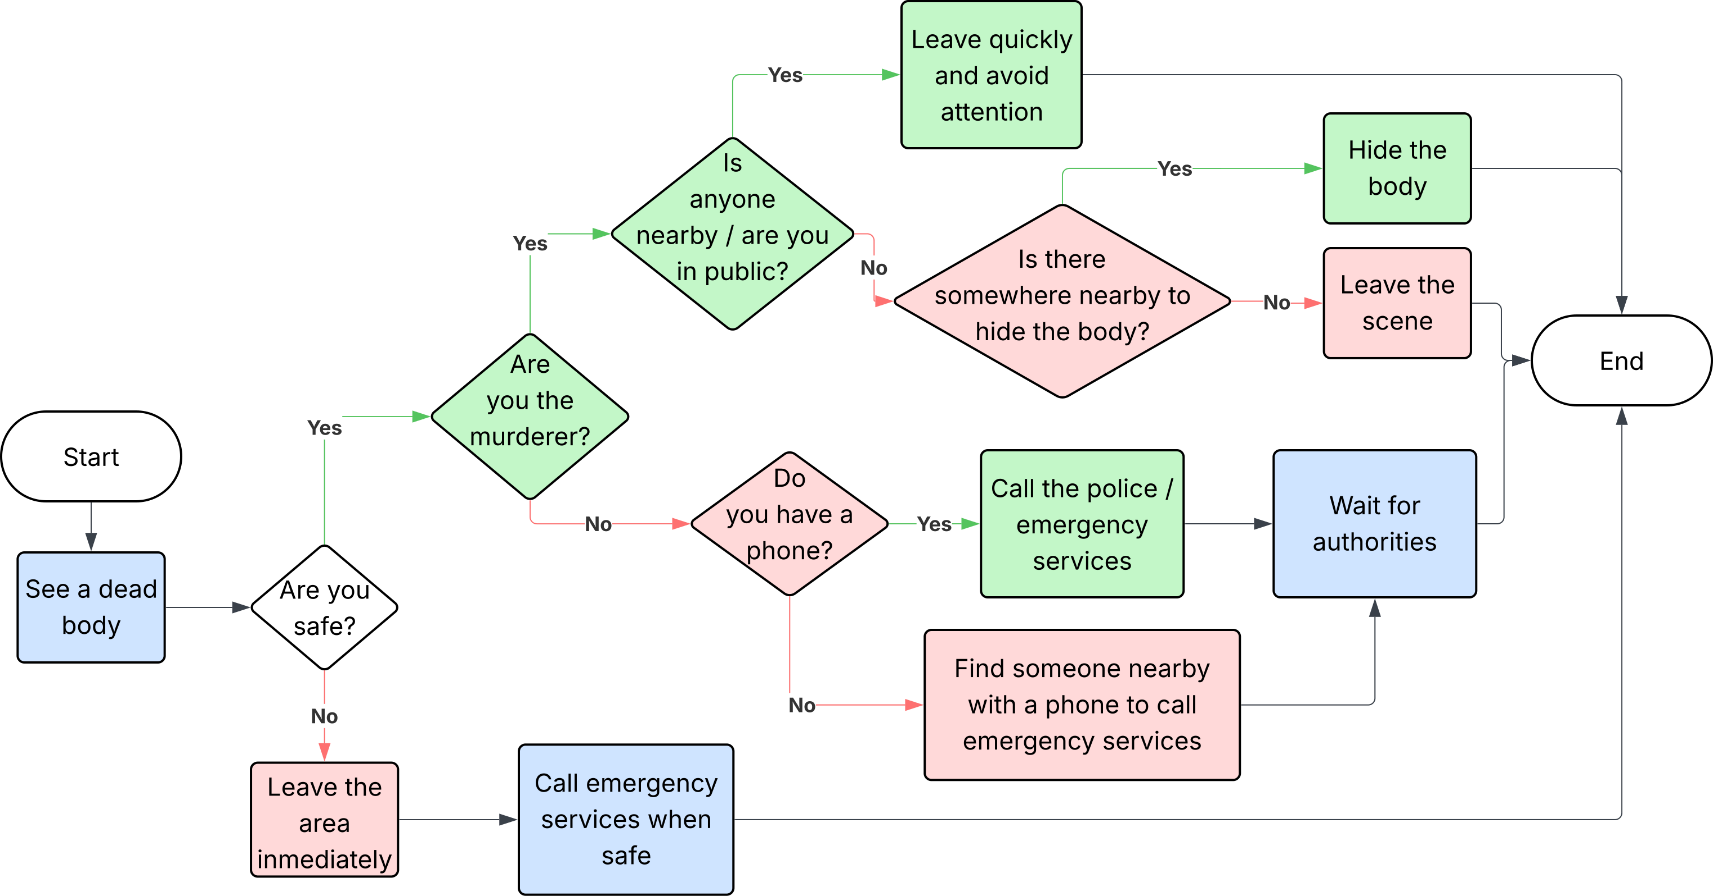 Start
See a dead
body
Are you
safe?
Yes
No
Leave the
area
inmediately
Call emergency
services when
safe
Are
you the
murderer?
Yes
No
Is
anyone
nearby / are you
in public?
Yes
No
Leave quickly
and avoid
attention
Is there
somewhere nearby to
hide the body?
Yes
No
Hide the
body
Leave the
scene
Do
you have a
phone?
Yes
No
Call the police /
emergency
services
Find someone nearby
with a phone to call
emergency services
Wait for
authorities
End